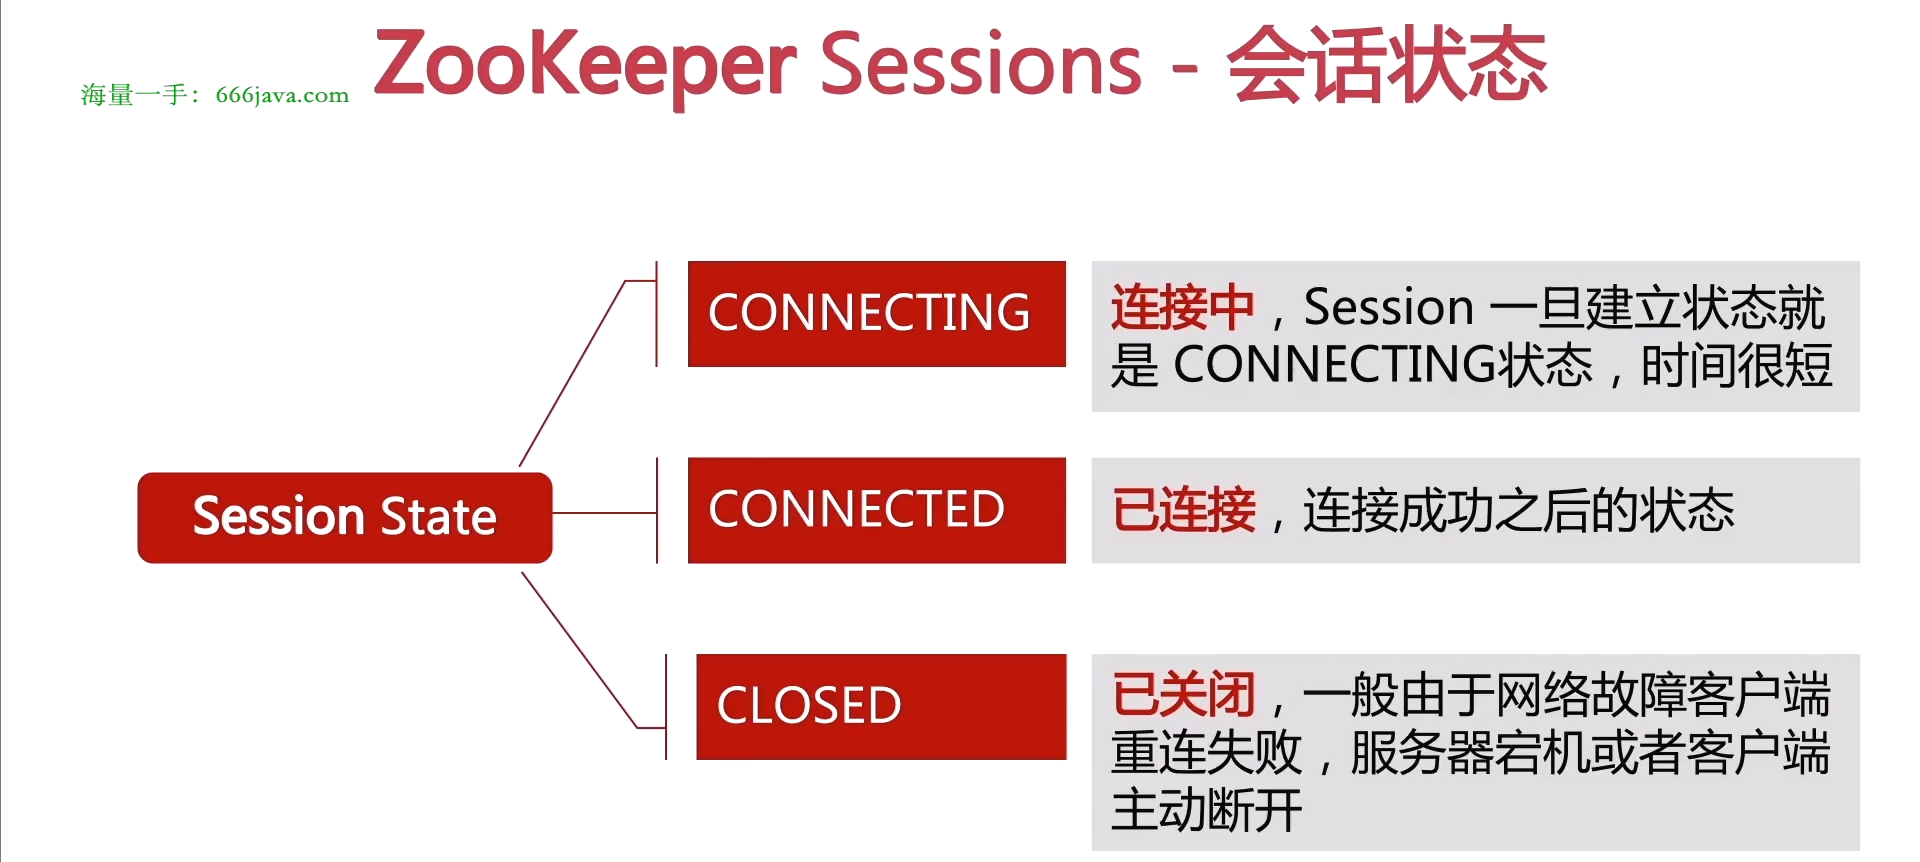 ZooKeeper Sessions - 会话状态
海量一手：666java.com
CONNECTING
连接中，Session 一旦建立状态就
是 CONNECTING状态，时间很短
Session State
CONNECTED
已连接，连接成功之后的状态
CLOSED
已关闭，一般由于网络故障客户端
重连失败，服务器宕机或者客户端
主动断开